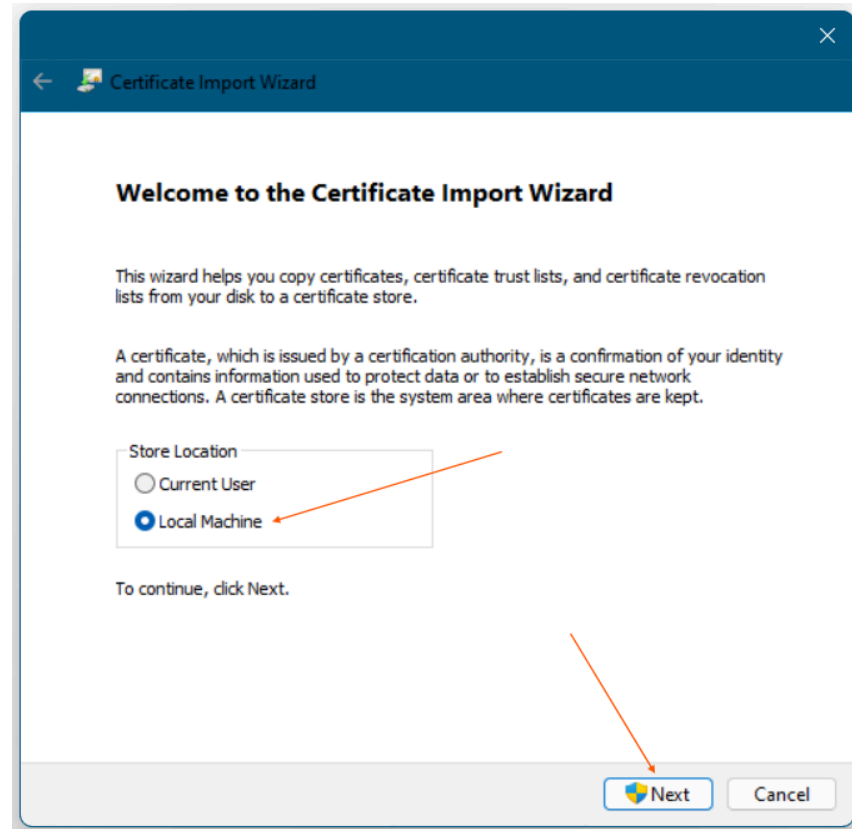 Certificate Import Wizard
Welcome to the Certificate Import Wizard
This wizard helps you copy certificates, certificate trust lists, and certificate revocation
lists from your disk to a certificate store.
A certificate, which is issued by a certification authority, is a confirmation of your identity
and contains information used to protect data or to establish secure network
connections. A certificate store is the system area where certificates are kept.
Store Location
Current User
Local Machine
To continue, click Next.
Next
Cancel